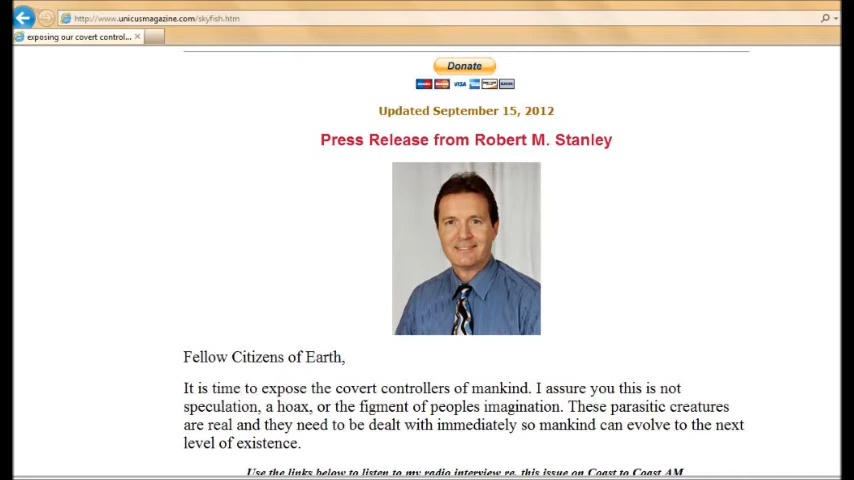 http://www.unicusmagazine.com/skyfish.htm
exposing our covert control...
Donate
VISA
Updated September 15, 2012
Press Release from Robert M. Stanley
Fellow Citizens of Earth,
It is time to expose the covert controllers of mankind. I assure you this is not
speculation, a hoax, or the figment of peoples imagination. These parasitic creatures
are real and they need to be dealt with immediately so mankind can evolve to the next
level of existence.
Use the links below to listen to my radio interview re. this issue on Coast to Coast AM